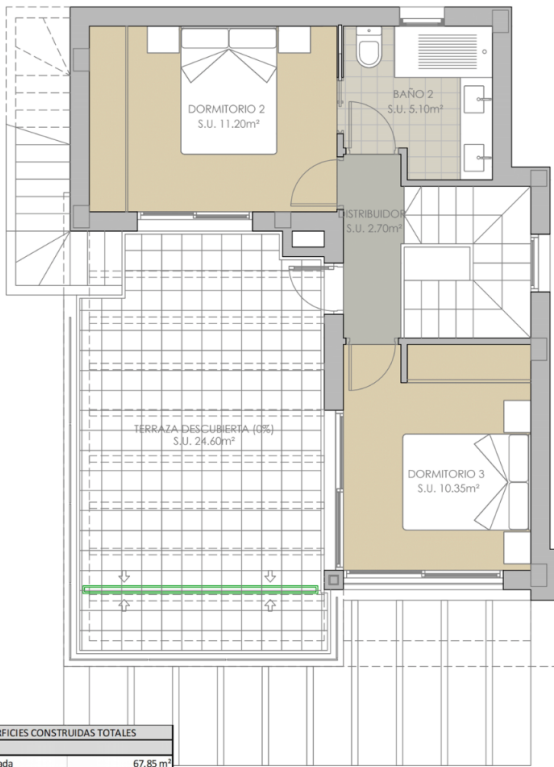 DORMITORIO 2
S.U. 11.20m²
BAÑO 2
S.U. 5.10m²
DISTRIBUIDOR
S.U. 2.70m²
TERRAZA DESCUBIERTA (0%)
S.U. 24.60m²
DORMITORIO 3
S.U. 10.35m²
RFICIES CONSTRUIDAS TOTALES
ada 67.85 m²